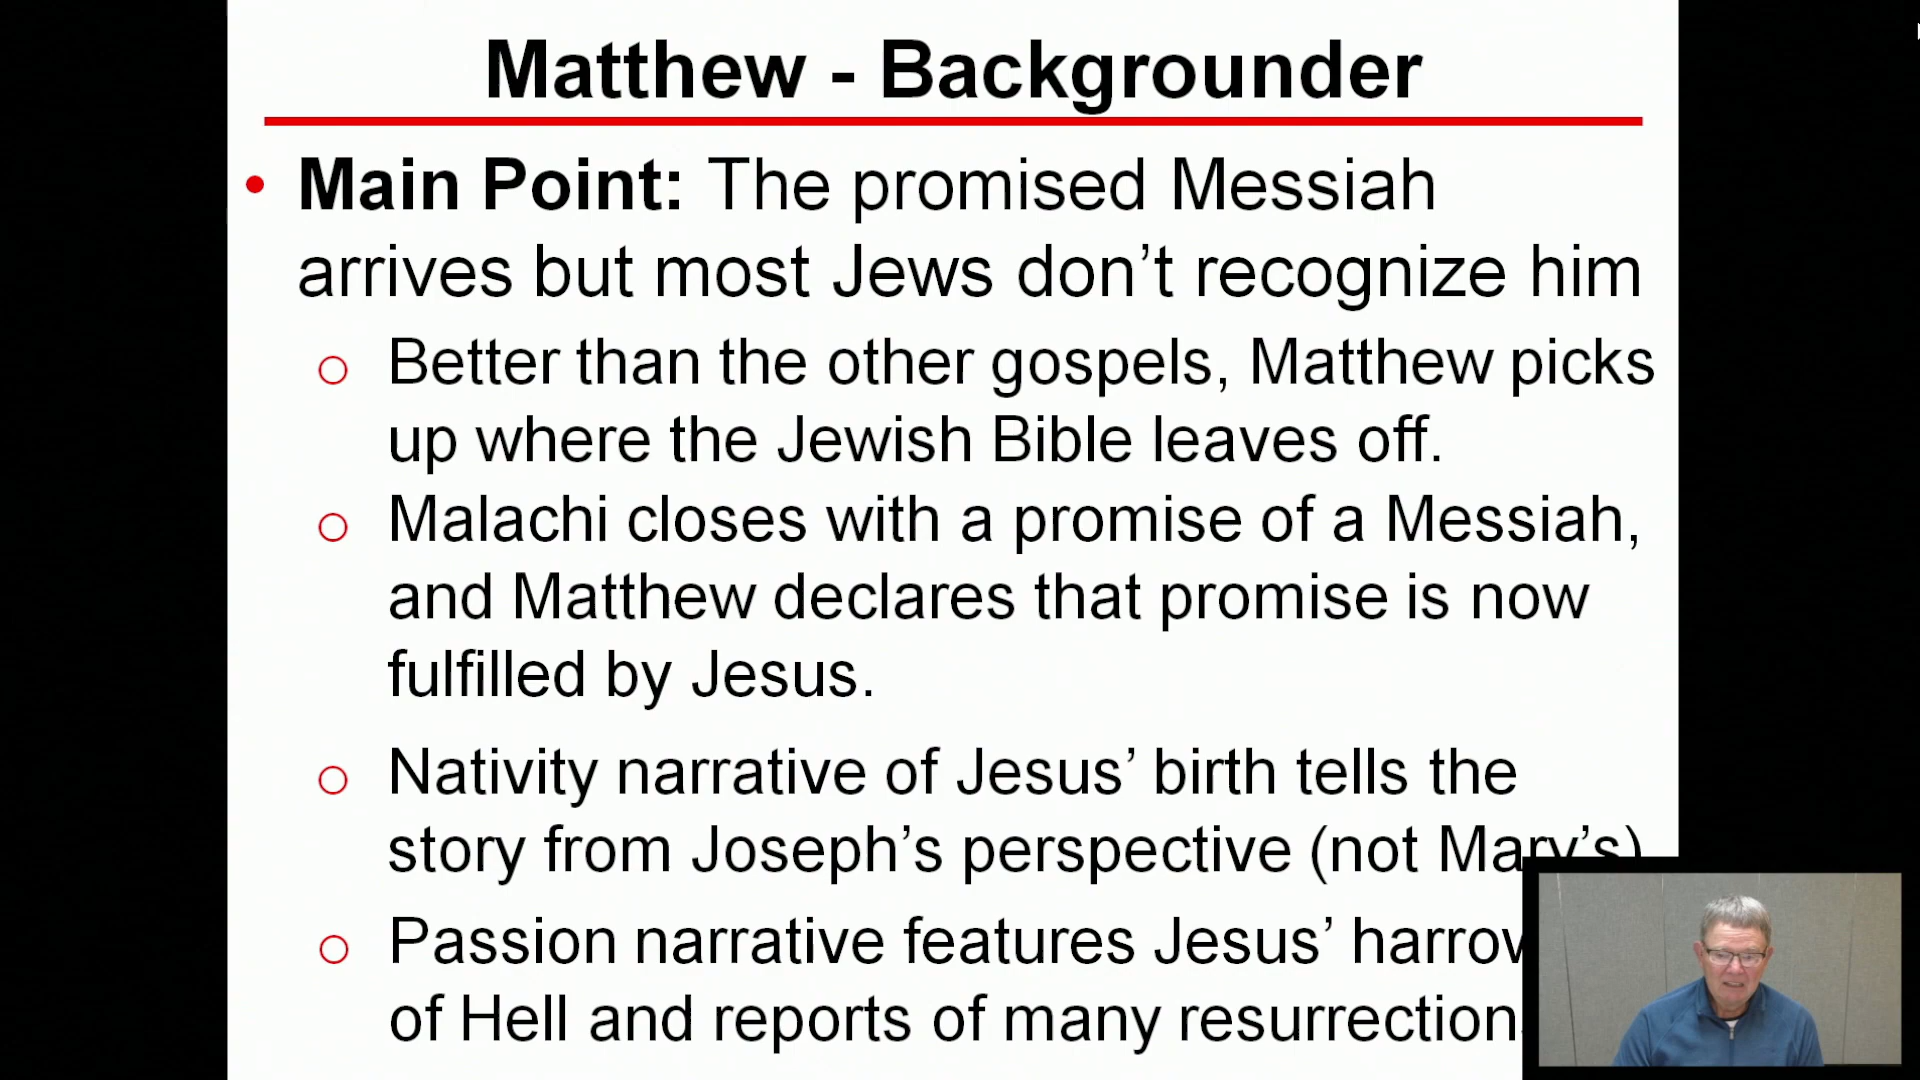 Matthew - Backgrounder
• Main Point: The promised Messiah
arrives but most Jews don’t recognize him
o Better than the other gospels, Matthew picks
up where the Jewish Bible leaves off.
o Malachi closes with a promise of a Messiah,
and Matthew declares that promise is now
fulfilled by Jesus.
o Nativity narrative of Jesus’ birth tells the
story from Joseph’s perspective (not Mary’s)
o Passion narrative features Jesus’
of Hell and reports of many resurrections